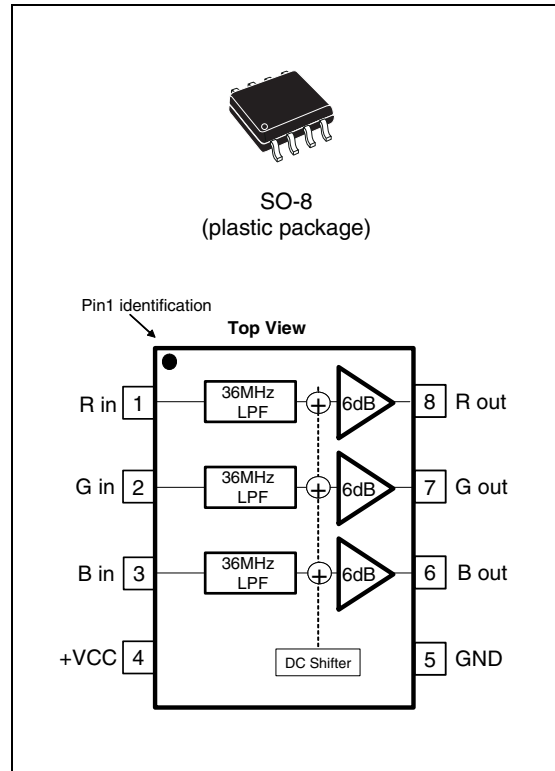 SO-8
(plastic package)
Pin1 identification
Top View
R in 1 36MHz LPF + 6dB 8 R out
G in 2 36MHz LPF + 6dB 7 G out
B in 3 36MHz LPF + 6dB 6 B out
+VCC 4 DC Shifter 5 GND